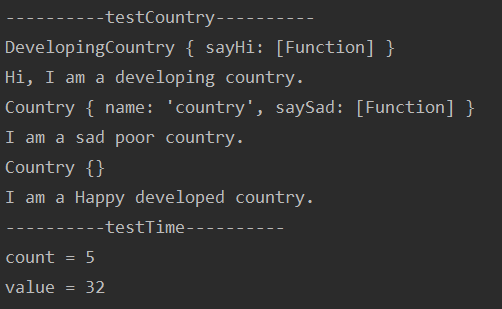 ----------testCountry----------
DevelopingCountry { sayHi: [Function] }
Hi, I am a developing country.
Country { name: 'country', saySad: [Function] }
I am a sad poor country.
Country {}
I am a Happy developed country.
----------testTime----------
count = 5
value = 32